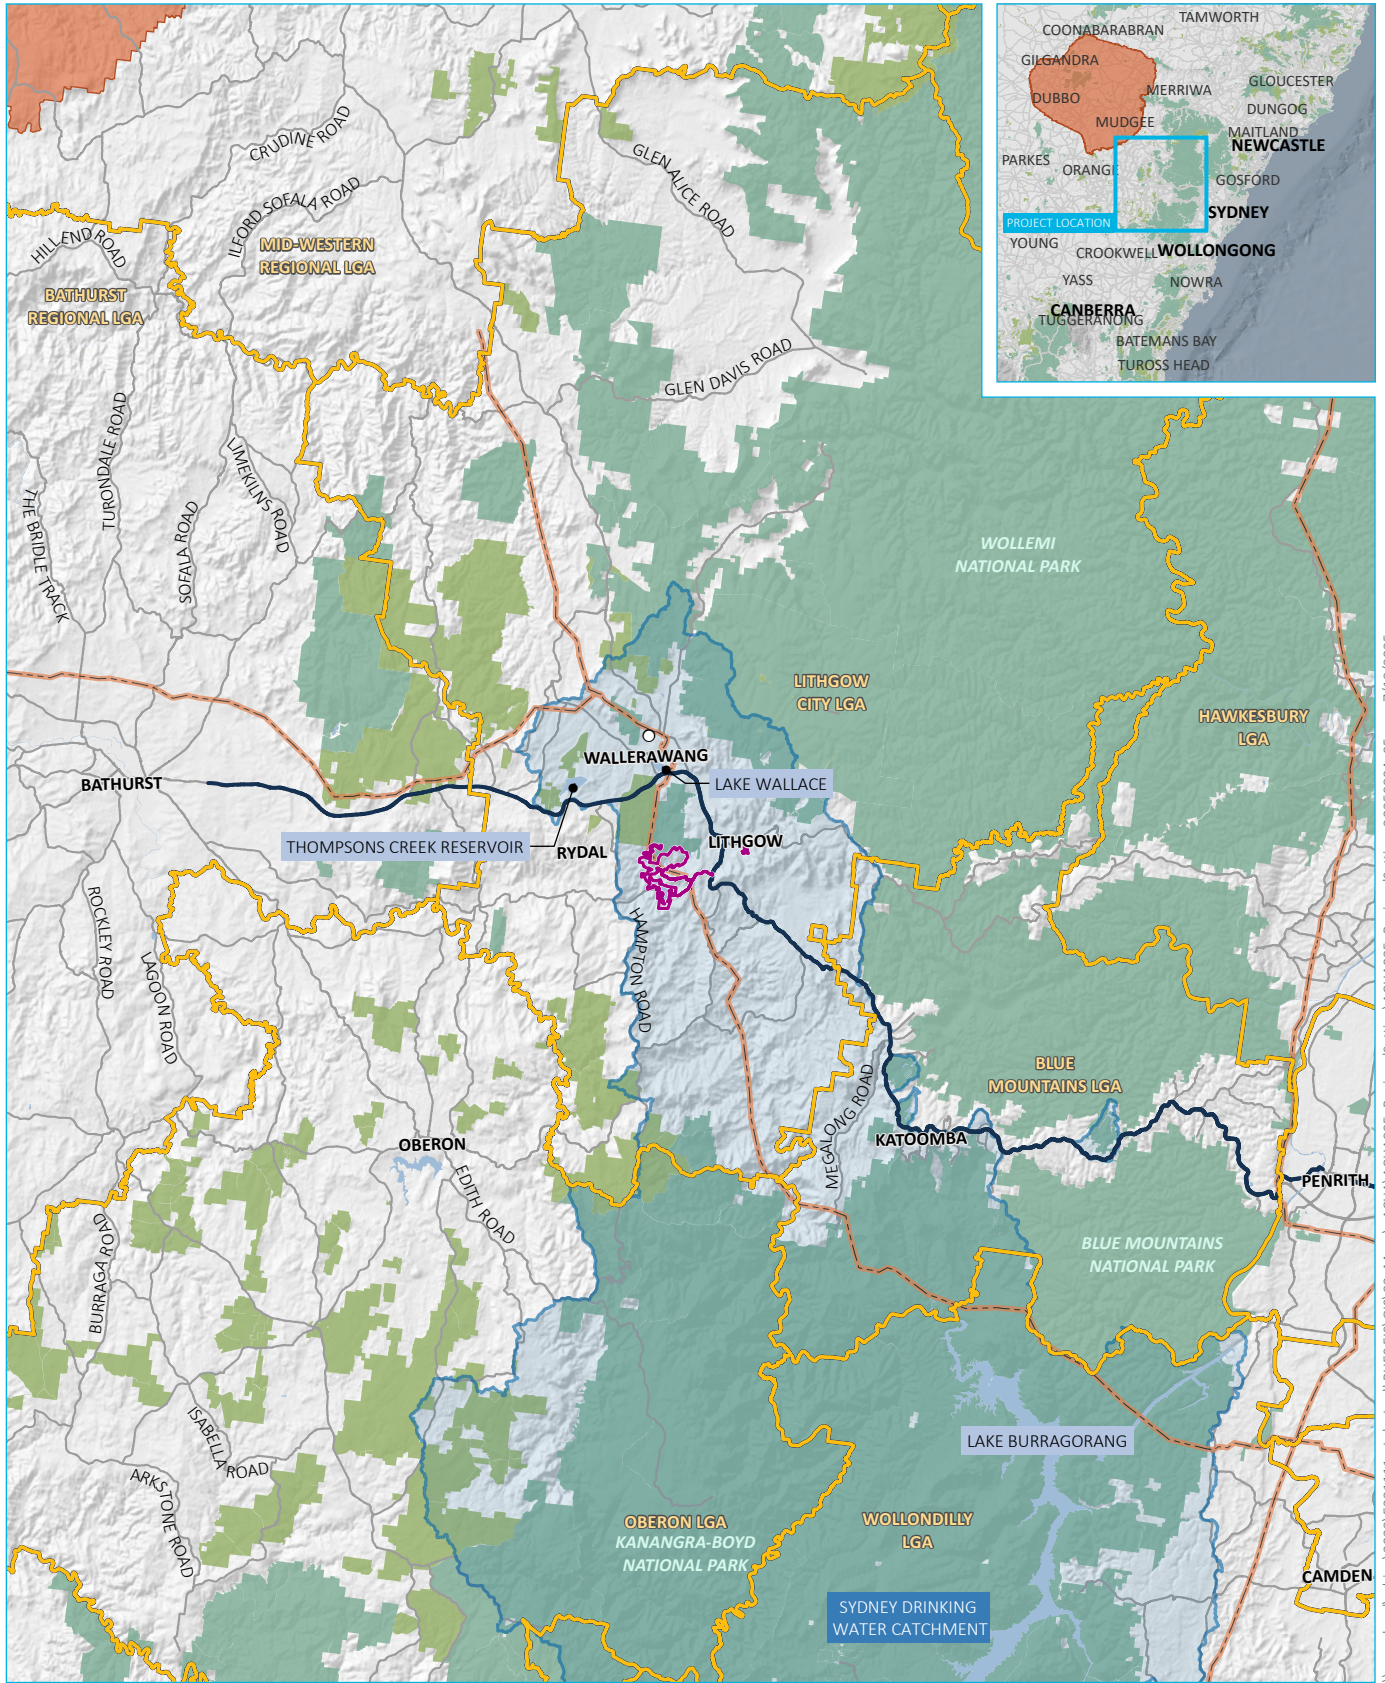 COONABARABRAN
TAMWORTH
GILGANDRA
DUBBO
MERRIWA
GLOUCESTER
DUNGOG
MUDGEE
MAITLAND
NEWCASTLE
PARKES
ORANGE
GOSFORD
SYDNEY
PROJECT LOCATION
YOUNG
CROOKWELL
WOLLONGONG
YASS
NOWRA
CANBERRA
TUGGERANONG
BATEMANS BAY
TUROSS HEAD
CRUDINE ROAD
ILFORD SOFALA ROAD
GLEN ALICE ROAD
HILL END ROAD
MID-WESTERN
REGIONAL LGA
BATHURST
REGIONAL LGA
GLEN DAVIS ROAD
TURONDALE ROAD
LIMEKILNS ROAD
THE BRIDLE TRACK
SOFALA ROAD
WOLLEMI
NATIONAL PARK
LITHGOW
CITY LGA
HAWKESBURY
LGA
WALLERAWANG
BATHURST
LAKE WALLACE
THOMPSONS CREEK RESERVOIR
RYDAL
LITHGOW
ROCKLEY ROAD
LAGOON ROAD
HAMPTON ROAD
BLUE
MOUNTAINS LGA
MEGALONG ROAD
OBERON
KATOOMBA
EDITH ROAD
PENRITH
BURRAGA ROAD
BLUE MOUNTAINS
NATIONAL PARK
ISABELLA ROAD
LAKE BURRAGORANG
ARKSTONE ROAD
OBERON LGA
KANANGRA-BOYD
NATIONAL PARK
WOLLONDILLY
LGA
CAMDEN
SYDNEY DRINKING
WATER CATCHMENT